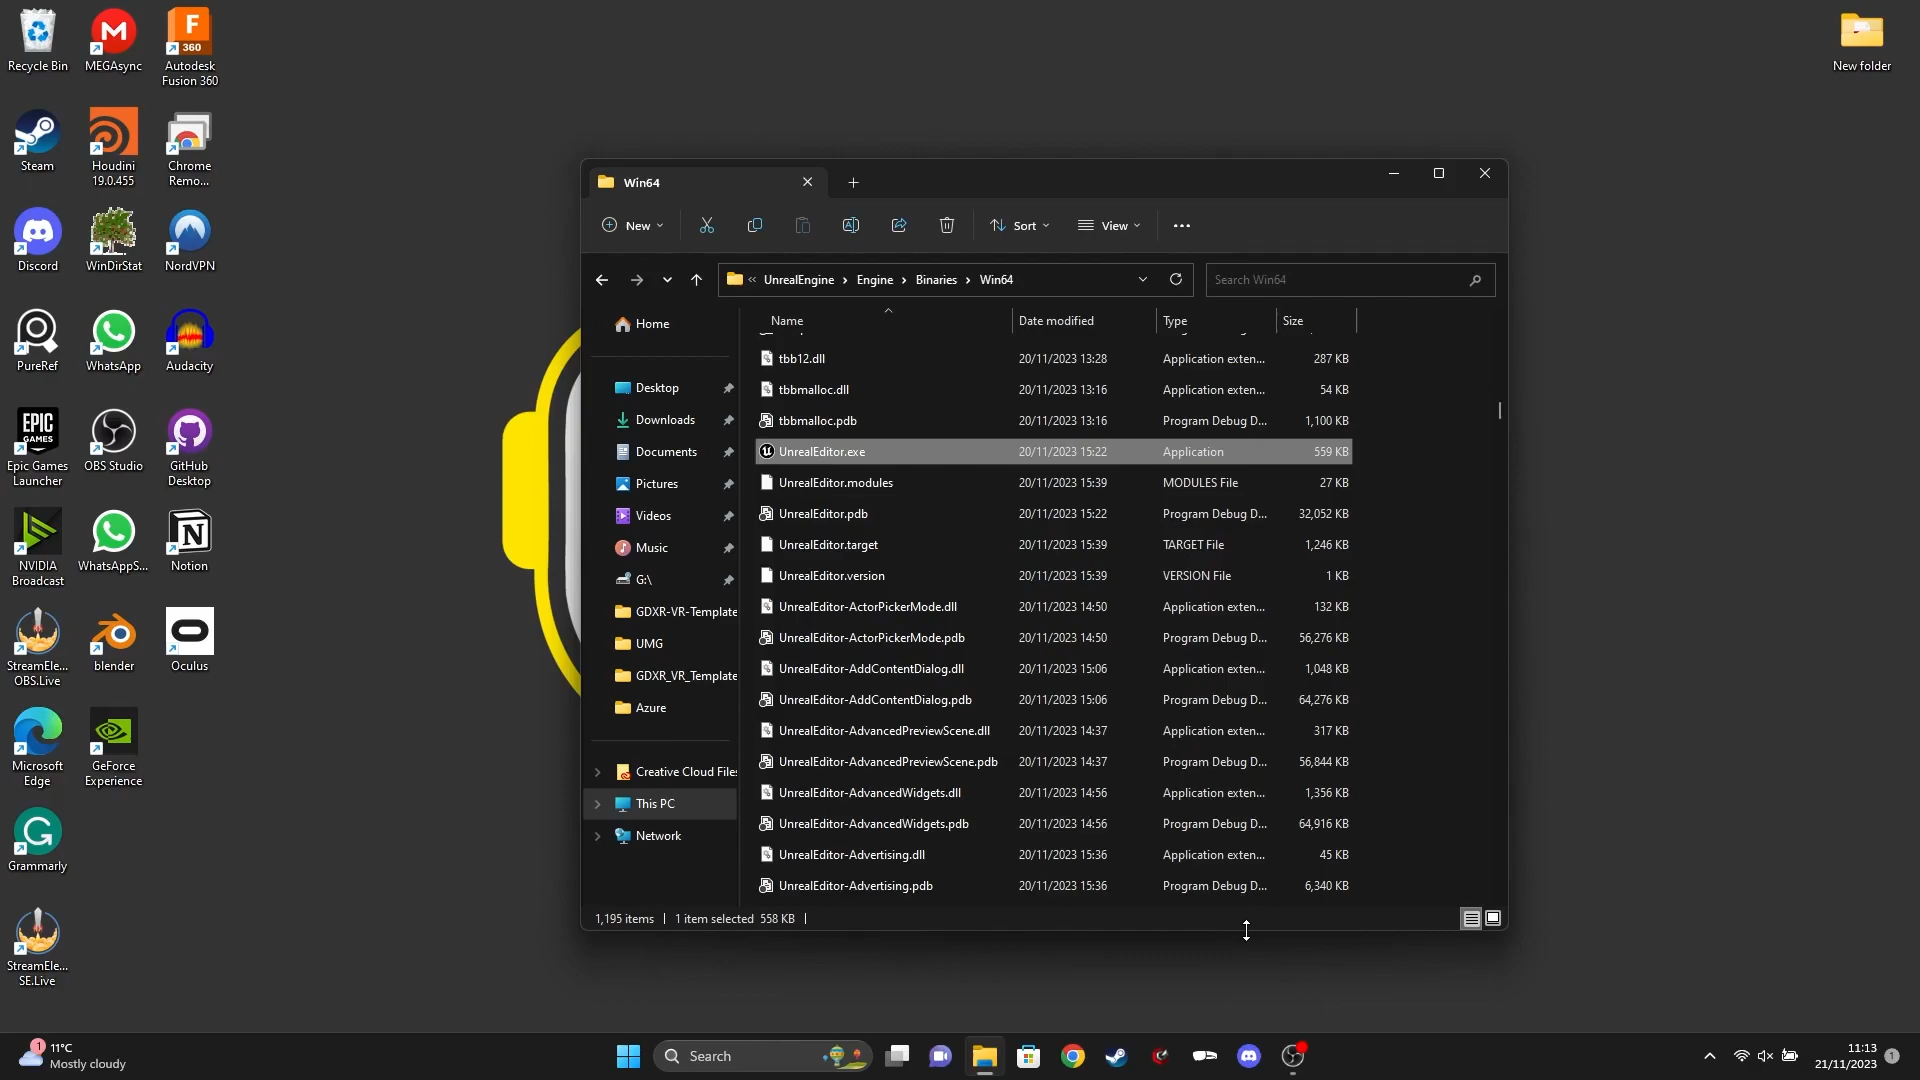 Recycle Bin
MEGAsync
Autodesk
Fusion 360
New folder
Steam
Houdini
19.0.455
Chrome
Remo...
Discord
WinDirStat
NordVPN
PureRef
WhatsApp
Audacity
EPIC
GAMES
Epic Games
Launcher
OBS Studio
GitHub
Desktop
NVIDIA
Broadcast
WhatsAppS...
Notion
StreamEle...
OBS.Live
blender
Oculus
Microsoft
Edge
GeForce
Experience
Grammarly
StreamEle...
SE.Live
Win64
New
Sort
View
« UnrealEngine > Engine > Binaries > Win64
Search Win64
Home
Desktop
Downloads
Documents
Pictures
Videos
Music
G:\
GDXR-VR-Template
UMG
GDXR_VR_Template
Azure
Creative Cloud Files
This PC
Network
Name Date modified Type Size
tbb12.dll 20/11/2023 13:28 Application exten... 287 KB
tbbmalloc.dll 20/11/2023 13:16 Application exten... 54 KB
tbbmalloc.pdb 20/11/2023 13:16 Program Debug D... 1,100 KB
UnrealEditor.exe 20/11/2023 15:22 Application 559 KB
UnrealEditor.modules 20/11/2023 15:39 MODULES File 27 KB
UnrealEditor.pdb 20/11/2023 15:22 Program Debug D... 32,052 KB
UnrealEditor.target 20/11/2023 15:39 TARGET File 1,246 KB
UnrealEditor.version 20/11/2023 15:39 VERSION File 1 KB
UnrealEditor-ActorPickerMode.dll 20/11/2023 14:50 Application exten... 132 KB
UnrealEditor-ActorPickerMode.pdb 20/11/2023 14:50 Program Debug D... 56,276 KB
UnrealEditor-AddContentDialog.dll 20/11/2023 15:06 Application exten... 1,048 KB
UnrealEditor-AddContentDialog.pdb 20/11/2023 15:06 Program Debug D... 64,276 KB
UnrealEditor-AdvancedPreviewScene.dll 20/11/2023 14:37 Application exten... 317 KB
UnrealEditor-AdvancedPreviewScene.pdb 20/11/2023 14:37 Program Debug D... 56,844 KB
UnrealEditor-AdvancedWidgets.dll 20/11/2023 14:56 Application exten... 1,356 KB
UnrealEditor-AdvancedWidgets.pdb 20/11/2023 14:56 Program Debug D... 64,916 KB
UnrealEditor-Advertising.dll 20/11/2023 15:36 Application exten... 45 KB
UnrealEditor-Advertising.pdb 20/11/2023 15:36 Program Debug D... 6,340 KB
1,195 items | 1 item selected 558 KB |
1
11°C
Mostly cloudy
Search
11:13
21/11/2023
1